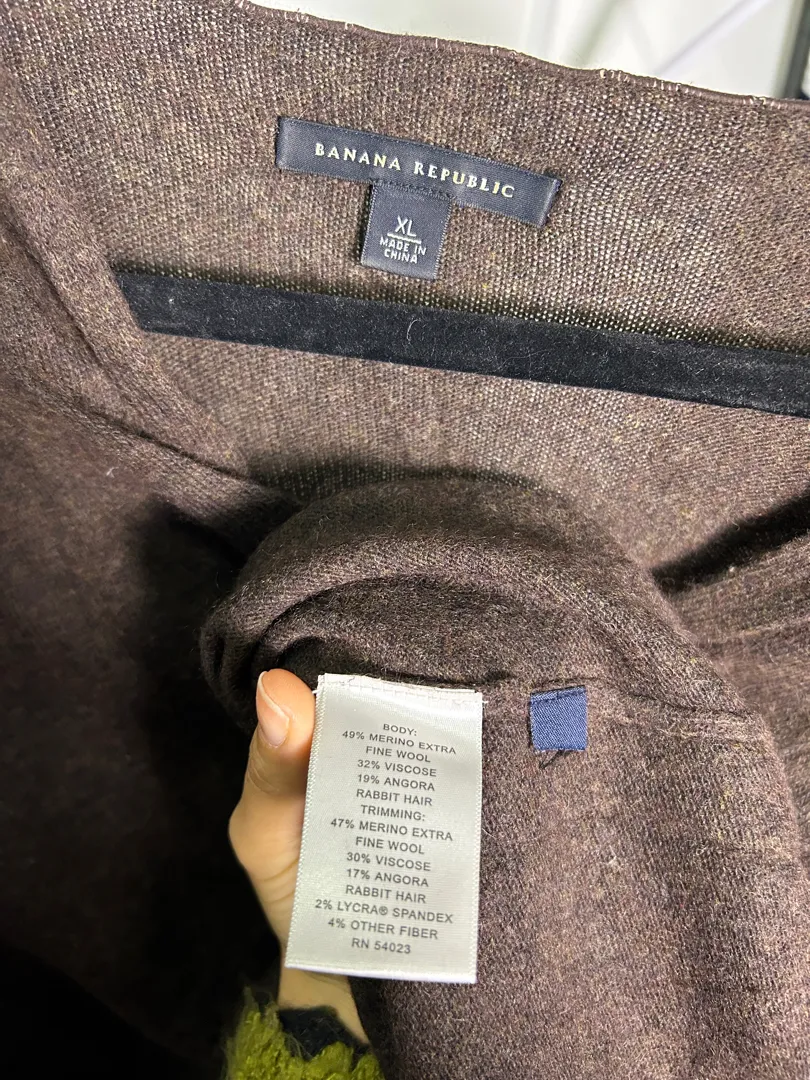 BANANA REPUBLIC
XL
MADE IN
CHINA
BODY:
49% MERINO EXTRA
FINE WOOL
32% VISCOSE
19% ANGORA
RABBIT HAIR
TRIMMING:
47% MERINO EXTRA
FINE WOOL
30% VISCOSE
17% ANGORA
RABBIT HAIR
2% LYCRA® SPANDEX
4% OTHER FIBER
RN 54023